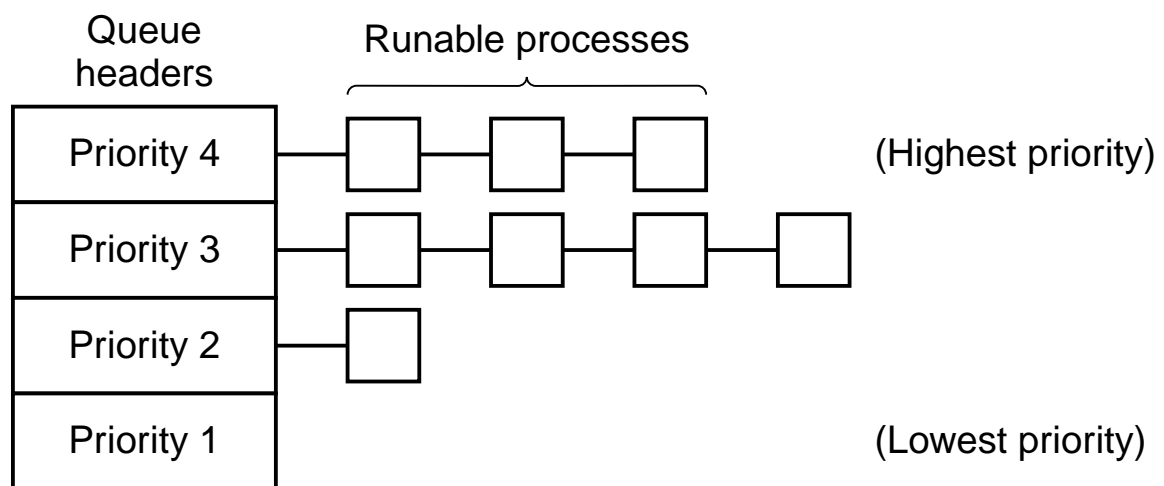 Queue
headers
Runable processes
Priority 4
(Highest priority)
Priority 3
Priority 2
Priority 1
(Lowest priority)